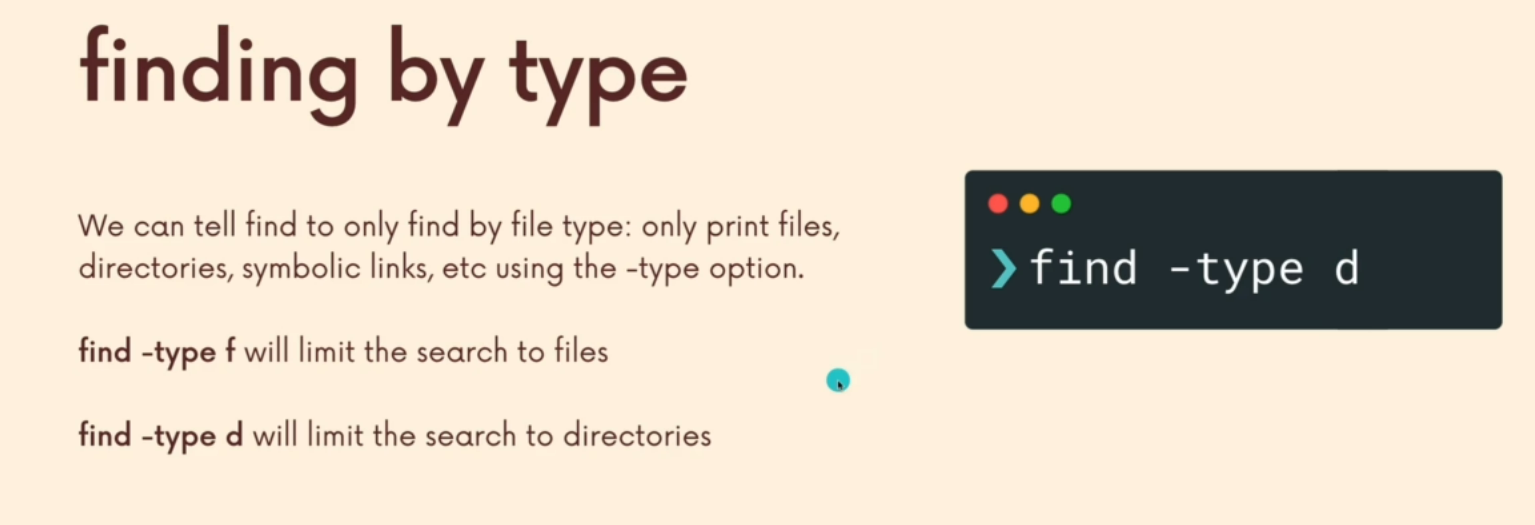 finding by type
We can tell find to only find by file type: only print files,
directories, symbolic links, etc using the -type option.
find -type f will limit the search to files
find -type d will limit the search to directories
❯ find -type d